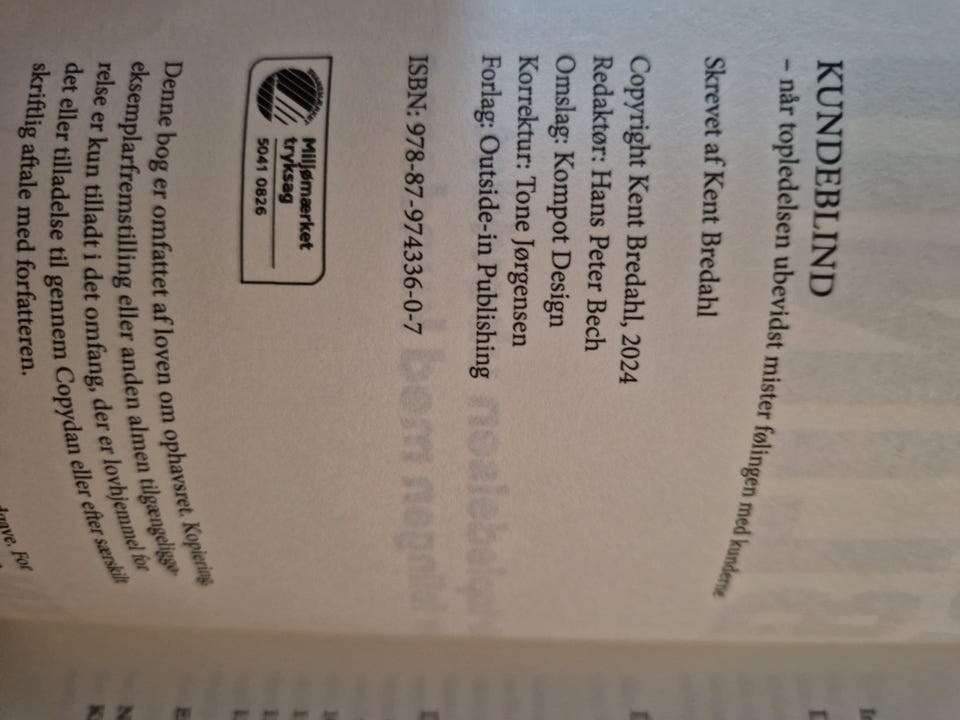 KUNDEBLIND
– når topledelsen ubevidst mister følingen med kunderne
Skrevet af Kent Bredahl
Copyright Kent Bredahl, 2024
Redaktør: Hans Peter Bech
Omslag: Kompot Design
Korrektur: Tone Jørgensen
Forlag: Outside-in Publishing
ISBN: 978-87-974336-0-7
Miljømærket
tryksag
5041 0826
Denne bog er omfattet af loven om ophavsret. Kopiering
eksemplarfremstilling eller anden almen tilgængeliggø-
relse er kun tilladt i det omfang, der er lovhjemmel for
det eller tilladelse til gennem Copydan eller efter særskilt
skriftlig aftale med forfatteren.
For